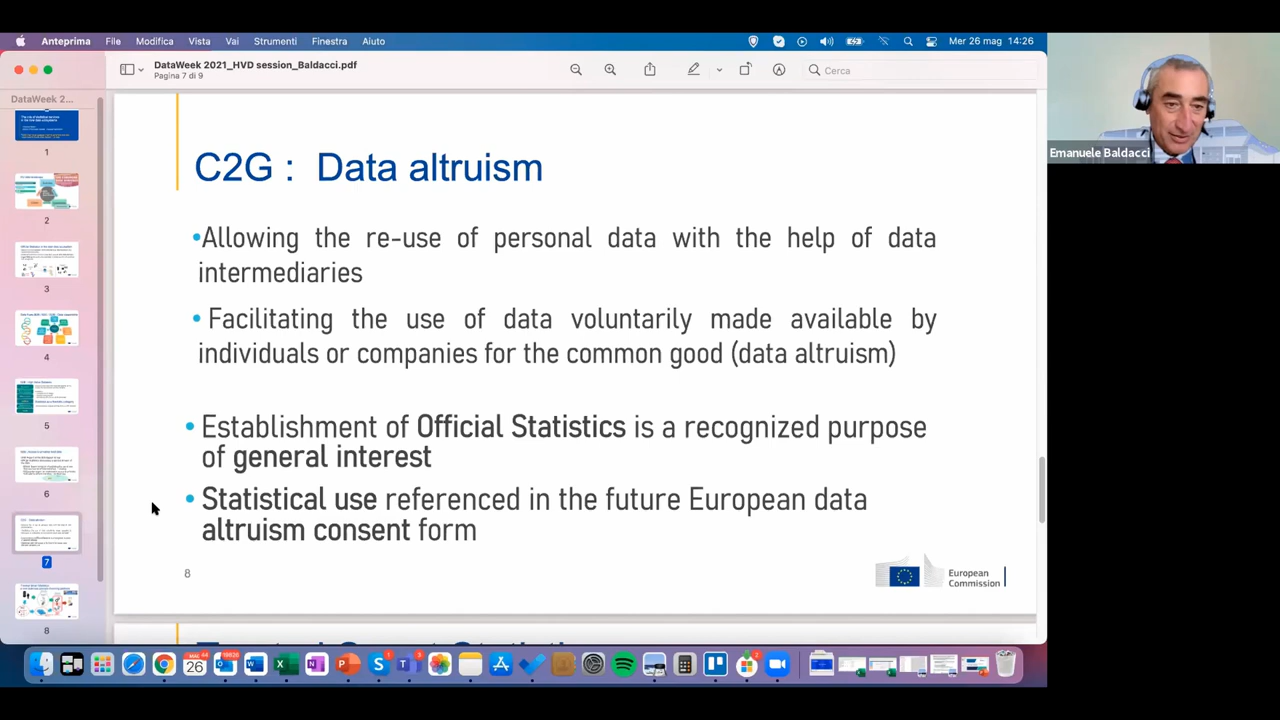 Anteprima File Modifica Vista Vai Strumenti Finestra Aiuto Mer 26 mag 14:26
DataWeek 2021_HVD session_Baldacci.pdf
Pagina 7 di 9
Cerca
DataWeek 2...
1
2
3
4
5
6
7
8
C2G : Data altruism
•Allowing the re-use of personal data with the help of data
intermediaries
• Facilitating the use of data voluntarily made available by
individuals or companies for the common good (data altruism)
• Establishment of Official Statistics is a recognized purpose
of general interest
• Statistical use referenced in the future European data
altruism consent form
8
European
Commission
Emanuele Baldacci
26